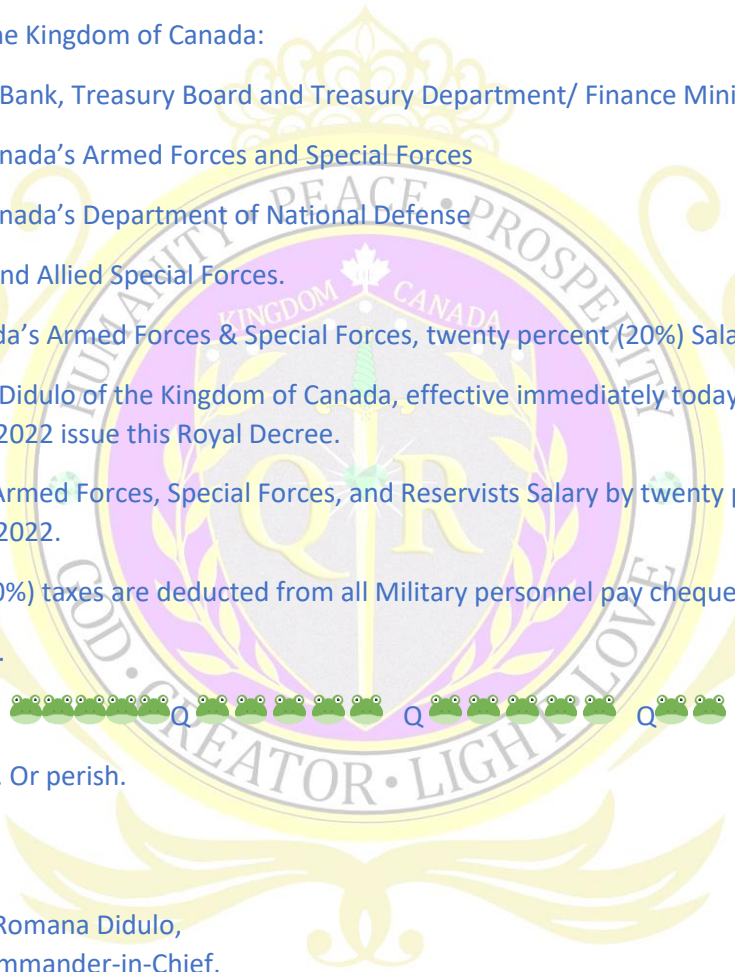 he Kingdom of Canada:
Bank, Treasury Board and Treasury Department/ Finance Mini
nada's Armed Forces and Special Forces
nada's Department of National Defense
nd Allied Special Forces.
da's Armed Forces & Special Forces, twenty percent (20%) Sala
Didulo of the Kingdom of Canada, effective immediately today
2022 issue this Royal Decree.
Armed Forces, Special Forces, and Reservists Salary by twenty p
2022.
0%) taxes are deducted from all Military personnel pay cheque
.
🐸🐸🐸🐸🐸Q 🐸🐸🐸🐸🐸 Q🐸🐸🐸🐸🐸 Q🐸🐸
. Or perish.
Romana Didulo,
mmander-in-Chief.
HUMANITY • PEACE • PROSPERITY
KINGDOM CANADA
Q R
GOD • CREATOR • LIGHT LOVE